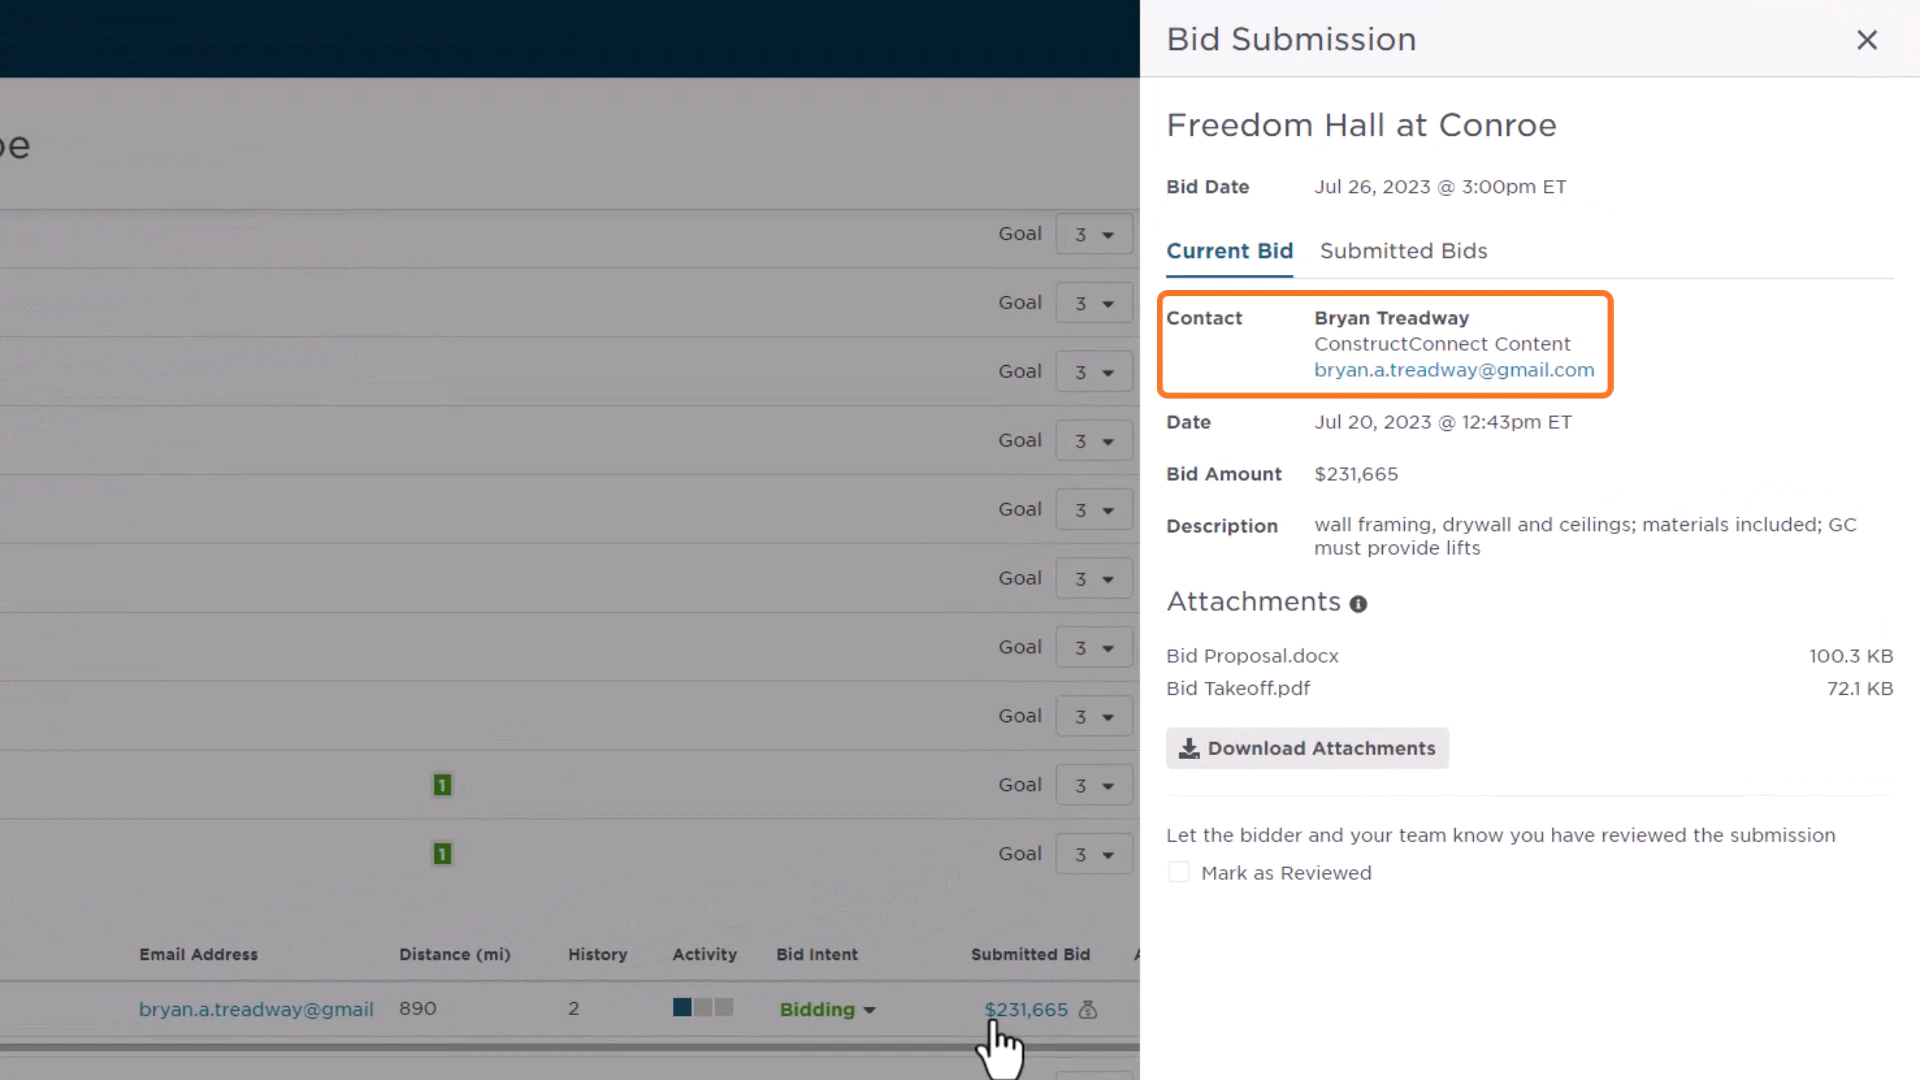 oe
Goal 3
Goal 3
Goal 3
Goal 3
Goal 3
Goal 3
Goal 3
Goal 3
1 Goal 3
1 Goal 3
Email Address Distance (mi) History Activity Bid Intent Submitted Bid
bryan.a.treadway@gmail 890 2 Bidding $231,665
Bid Submission
Freedom Hall at Conroe
Bid Date Jul 26, 2023 @ 3:00pm ET
Current Bid Submitted Bids
Contact Bryan Treadway
ConstructConnect Content
bryan.a.treadway@gmail.com
Date Jul 20, 2023 @ 12:43pm ET
Bid Amount $231,665
Description wall framing, drywall and ceilings; materials included; GC
must provide lifts
Attachments
Bid Proposal.docx 100.3 KB
Bid Takeoff.pdf 72.1 KB
Download Attachments
Let the bidder and your team know you have reviewed the submission
Mark as Reviewed